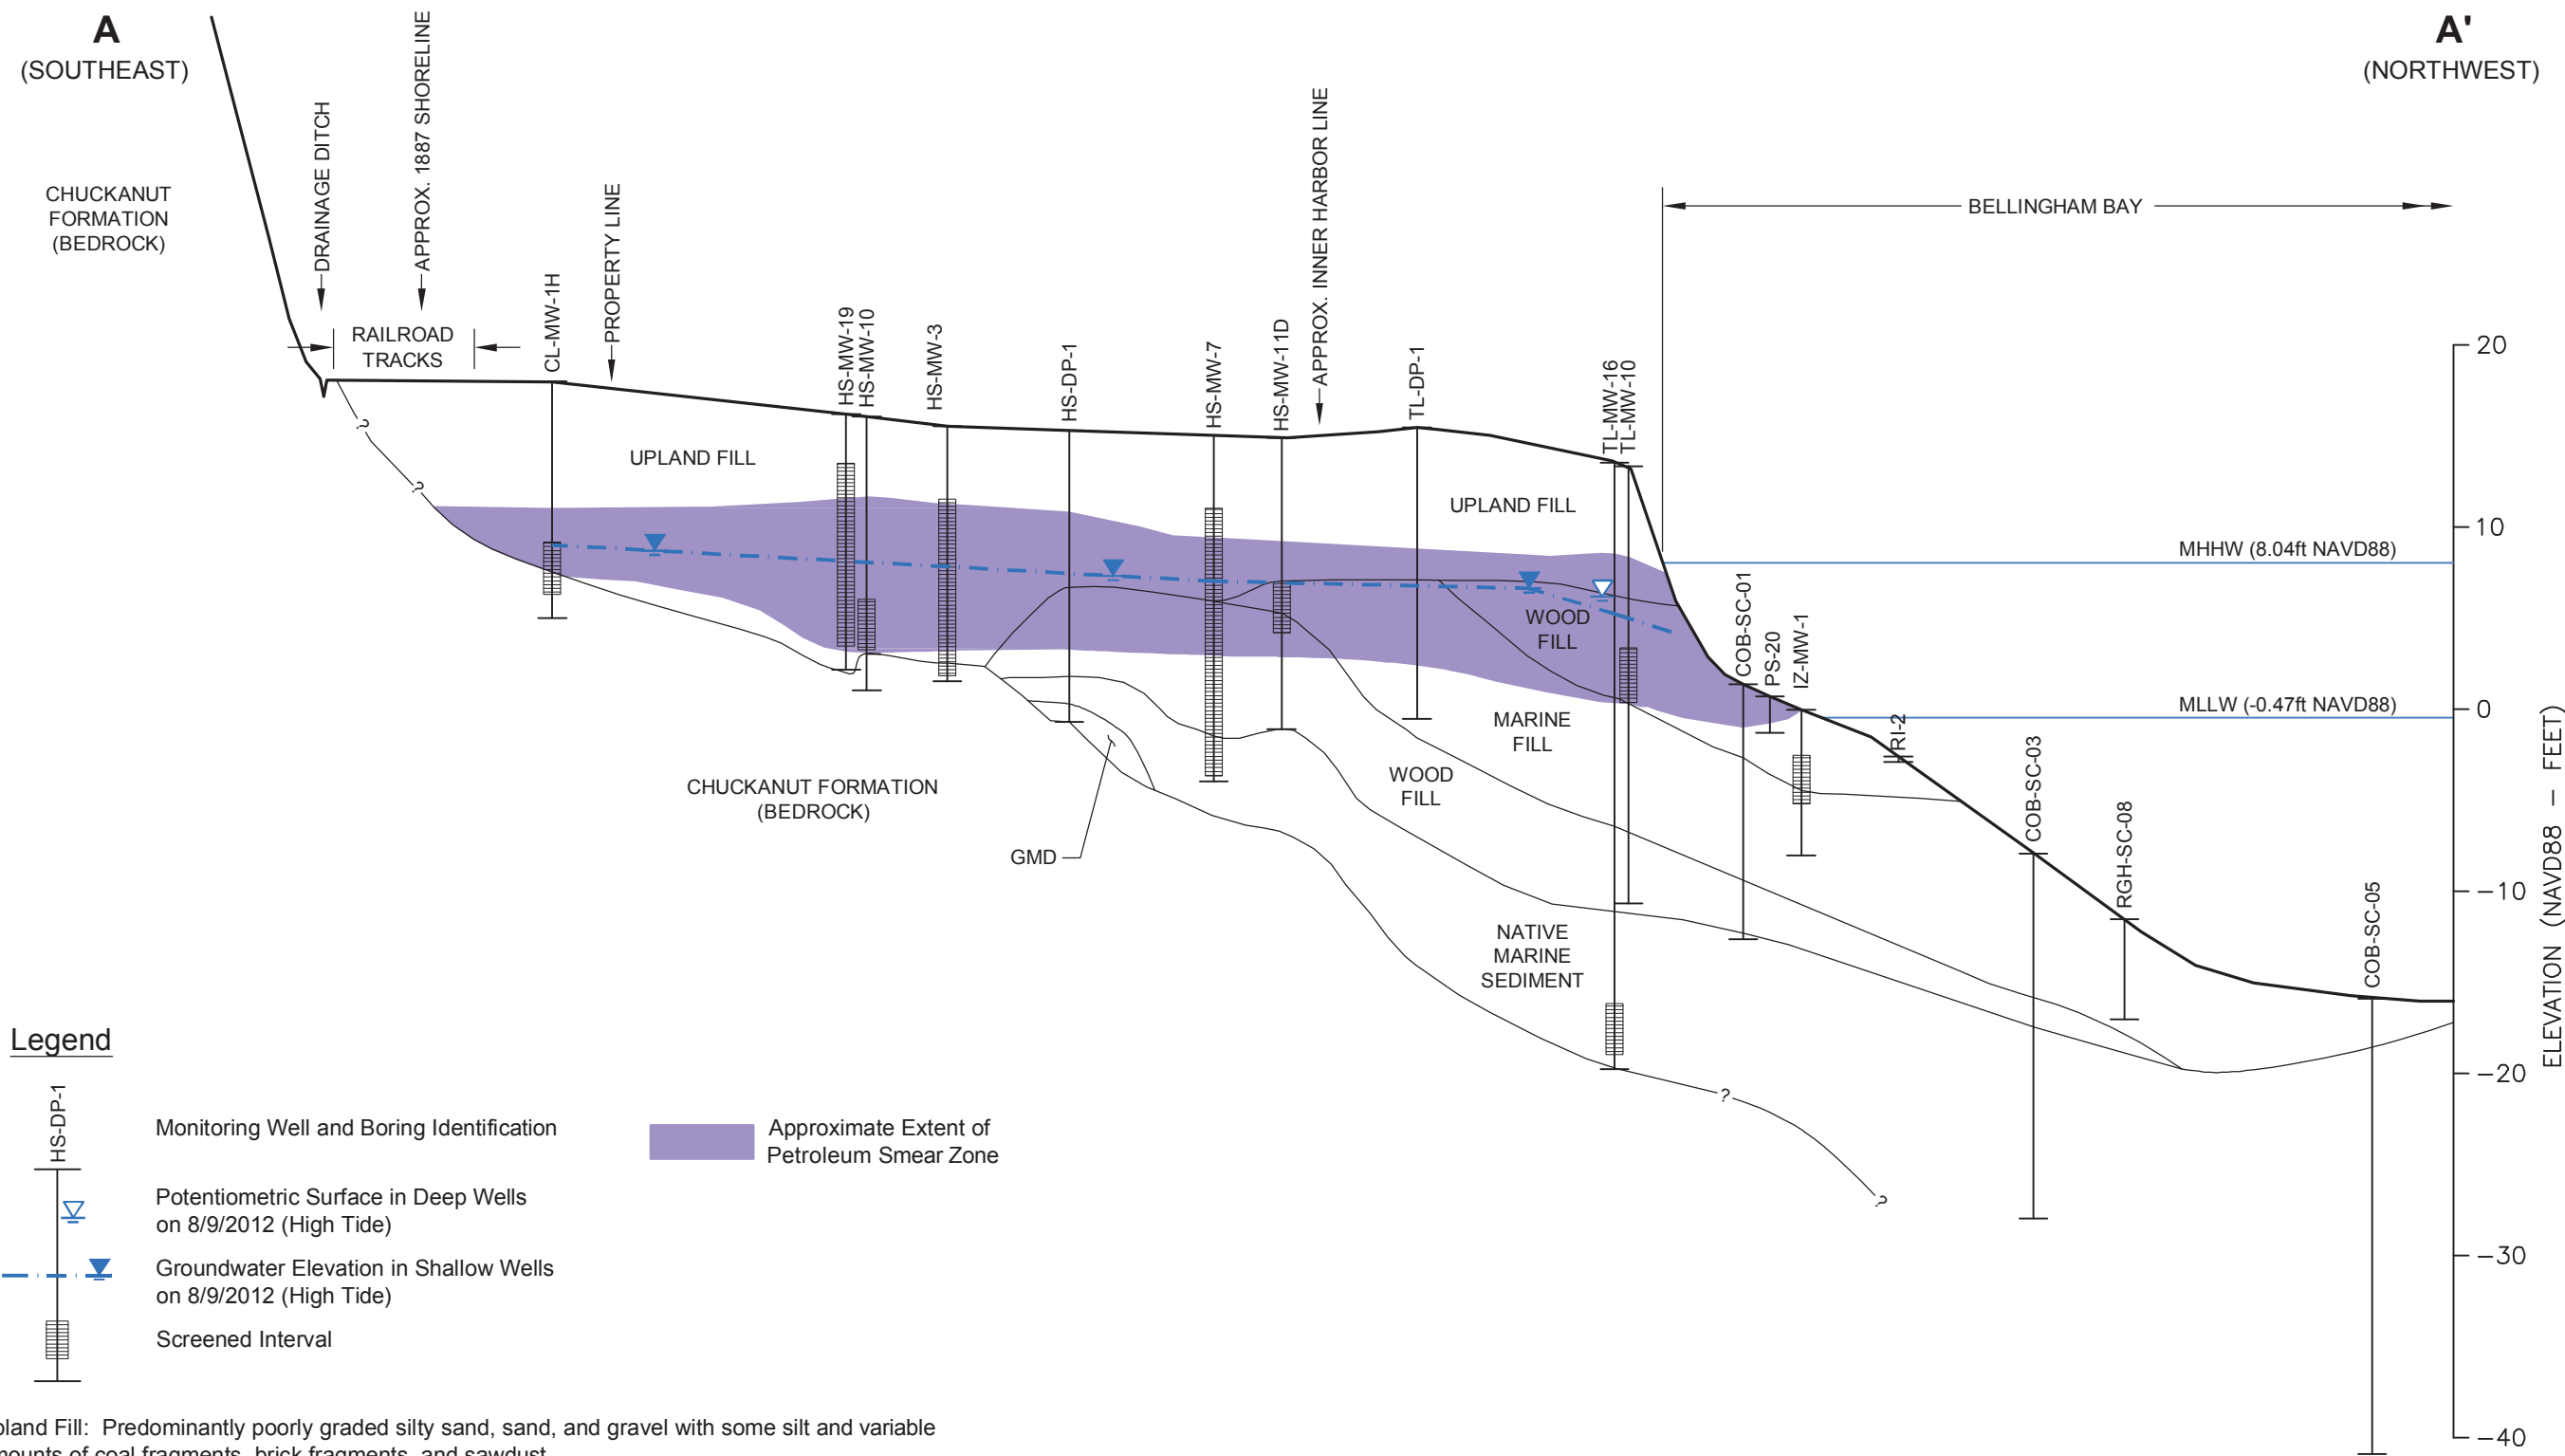 A
(SOUTHEAST)
A'
(NORTHWEST)
CHUCKANUT
FORMATION
(BEDROCK)
DRAINAGE DITCH
APPROX. 1887 SHORELINE
RAILROAD
TRACKS
CL-MW-1H
PROPERTY LINE
HS-MW-19
HS-MW-10
HS-MW-3
HS-DP-1
HS-MW-7
HS-MW-11D
APPROX. INNER HARBOR LINE
TL-DP-1
TL-MW-16
TL-MW-10
BELLINGHAM BAY
COB-SC-01
PS-20
IZ-MW-1
RI-2
COB-SC-03
RGH-SC-08
COB-SC-05
UPLAND FILL
UPLAND FILL
WOOD
FILL
MARINE
FILL
WOOD
FILL
NATIVE
MARINE
SEDIMENT
CHUCKANUT FORMATION
(BEDROCK)
GMD
?
?
?
?
MHHW (8.04ft NAVD88)
MLLW (-0.47ft NAVD88)
20
10
0
−10
−20
−30
−40
ELEVATION (NAVD88 − FEET)
Legend
HS-DP-1
Monitoring Well and Boring Identification
Potentiometric Surface in Deep Wells
on 8/9/2012 (High Tide)
Groundwater Elevation in Shallow Wells
on 8/9/2012 (High Tide)
Screened Interval
Approximate Extent of
Petroleum Smear Zone
pland Fill: Predominantly poorly graded silty sand, sand, and gravel with some silt and variable
mounts of coal fragments, brick fragments, and sawdust